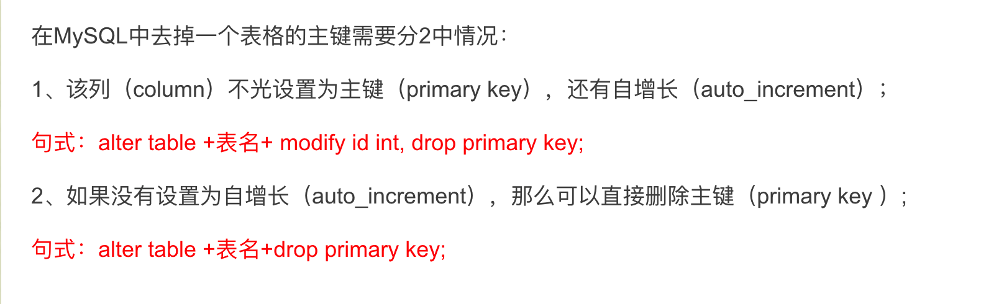 在MySQL中去掉一个表格的主键需要分2中情况：
1、该列（column）不光设置为主键（primary key），还有自增长（auto_increment）；
句式：alter table +表名+ modify id int, drop primary key;
2、如果没有设置为自增长（auto_increment），那么可以直接删除主键（primary key ）;
句式：alter table +表名+drop primary key;